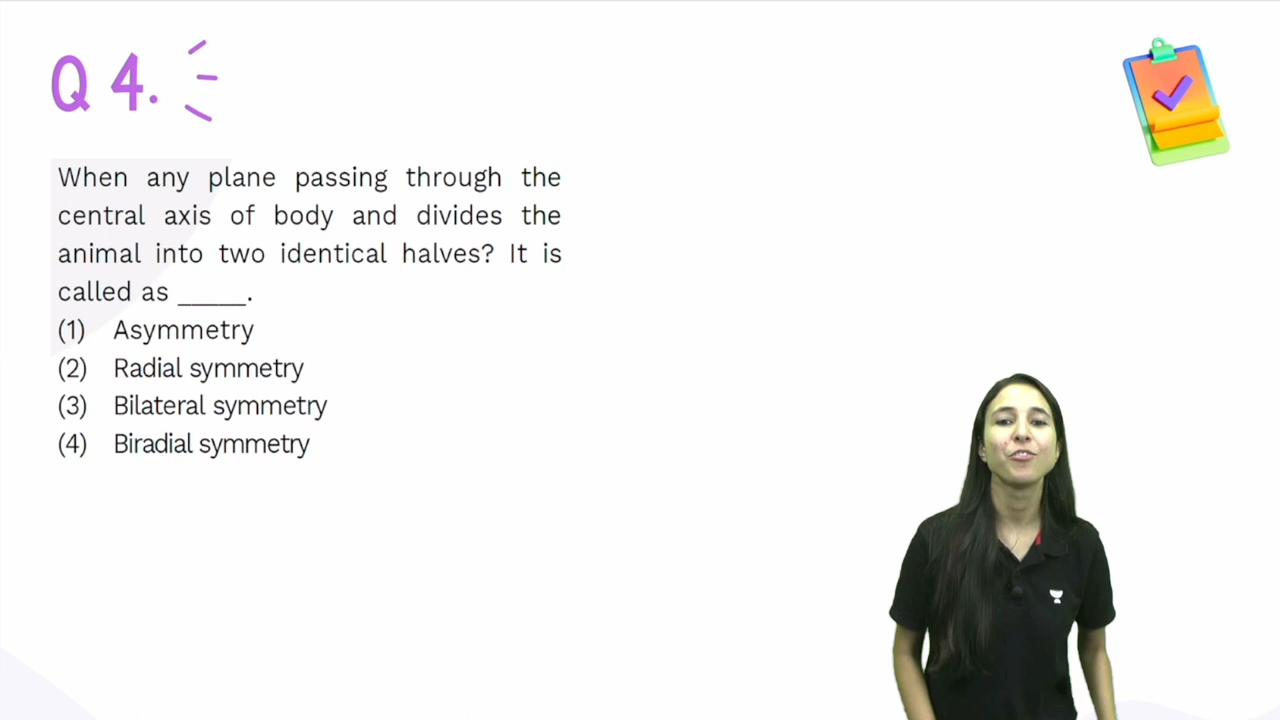 Q 4.
When any plane passing through the
central axis of body and divides the
animal into two identical halves? It is
called as _____.
(1) Asymmetry
(2) Radial symmetry
(3) Bilateral symmetry
(4) Biradial symmetry